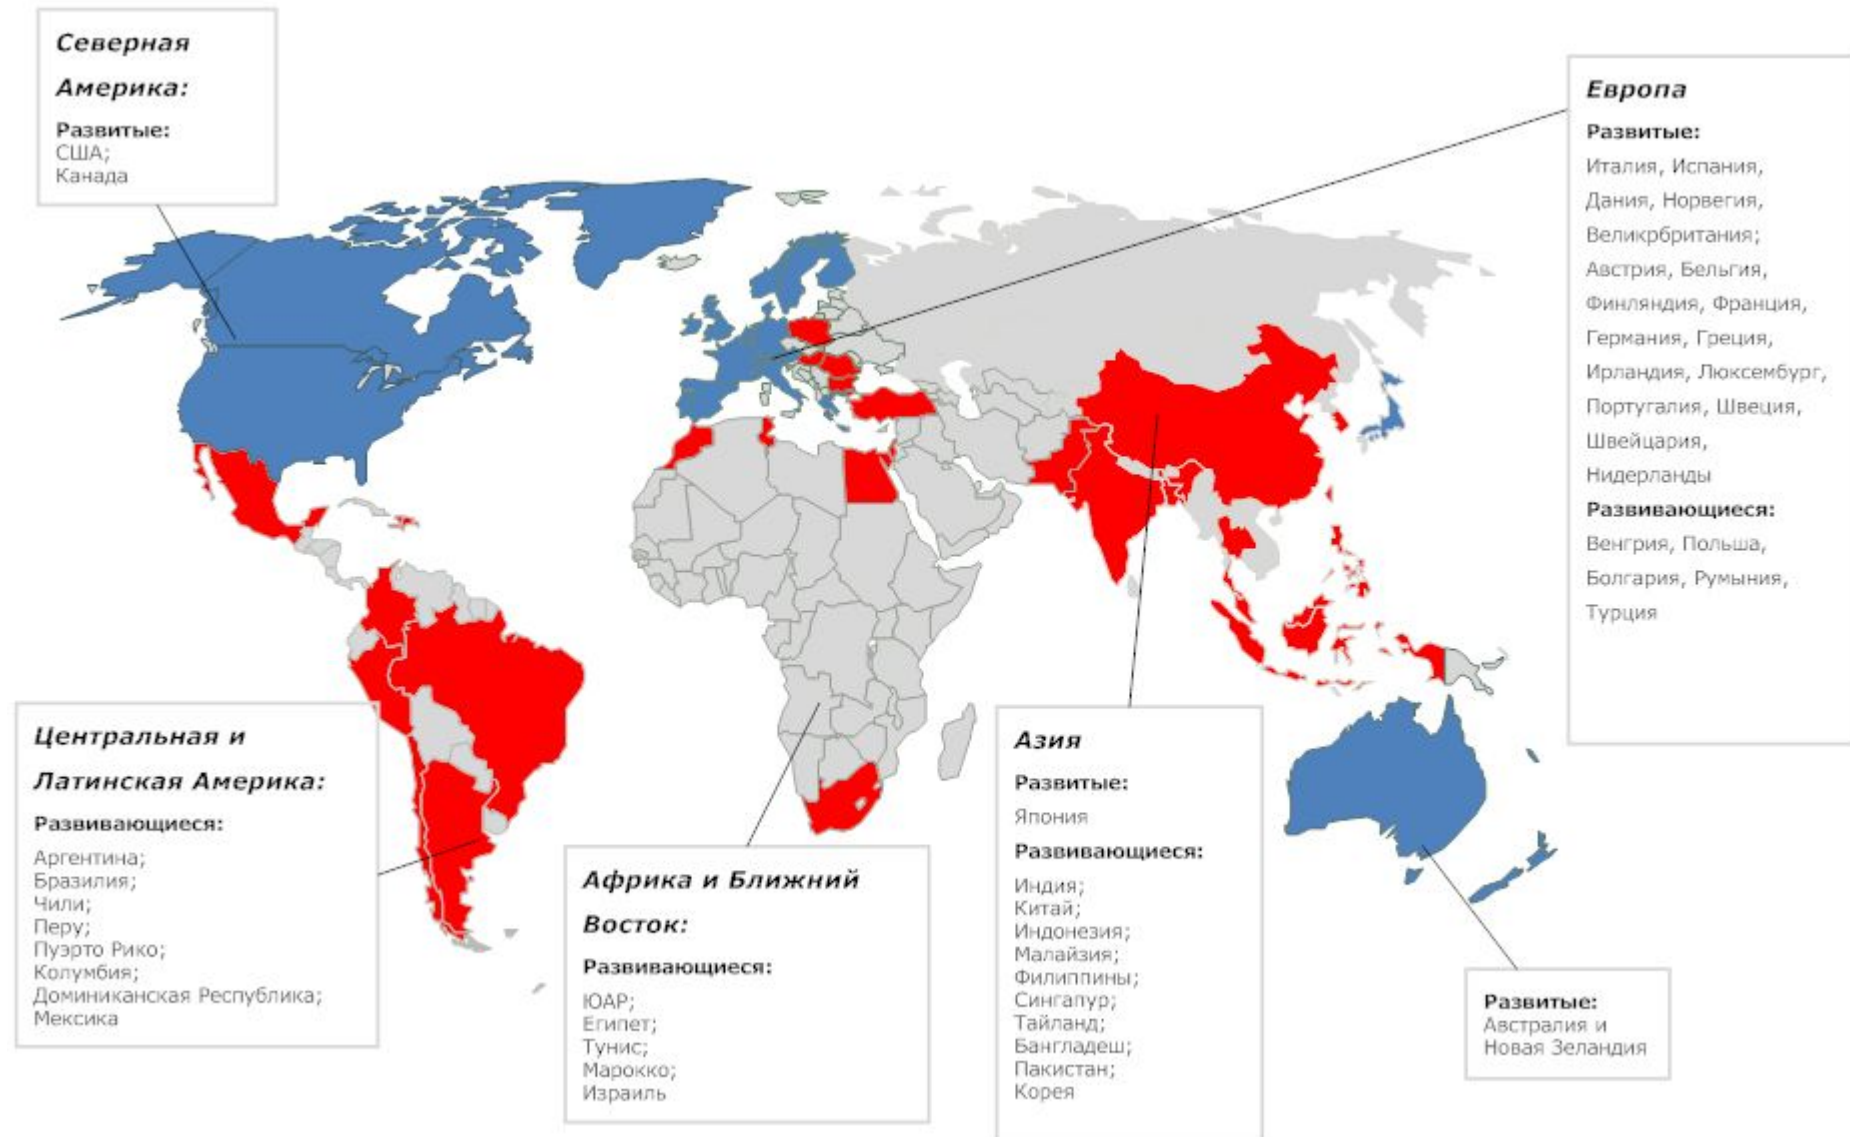 Северная
Америка:
Развитые:
США;
Канада
Европа
Развитые:
Италия, Испания,
Дания, Норвегия,
Великрбритания;
Австрия, Бельгия,
Финляндия, Франция,
Германия, Греция,
Ирландия, Люксембург,
Португалия, Швеция,
Швейцария,
Нидерланды
Развивающиеся:
Венгрия, Польша,
Болгария, Румыния,
Турция
Центральная и
Латинская Америка:
Развивающиеся:
Аргентина;
Бразилия;
Чили;
Перу;
Пуэрто Рико;
Колумбия;
Доминиканская Республика;
Мексика
Африка и Ближний
Восток:
Развивающиеся:
ЮАР;
Египет;
Тунис;
Марокко;
Израиль
Азия
Развитые:
Япония
Развивающиеся:
Индия;
Китай;
Индонезия;
Малайзия;
Филиппины;
Сингапур;
Тайланд;
Бангладеш;
Пакистан;
Корея
Развитые:
Австралия и
Новая Зеландия